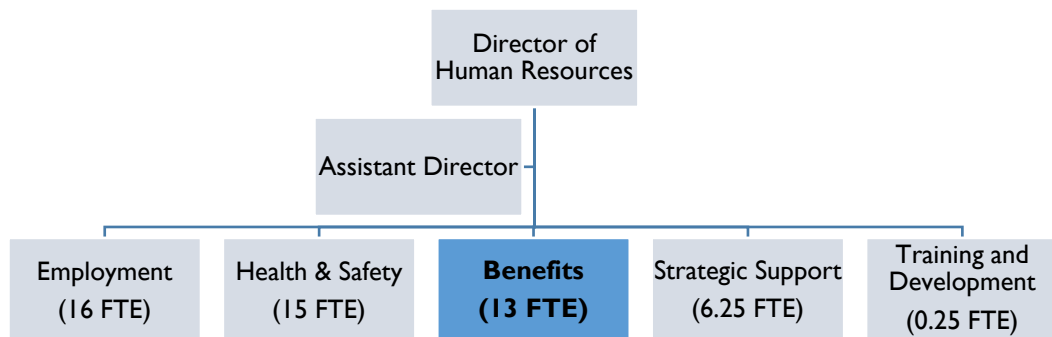 Director of
Human Resources
Assistant Director
Employment
(16 FTE)
Health & Safety
(15 FTE)
Benefits
(13 FTE)
Strategic Support
(6.25 FTE)
Training and
Development
(0.25 FTE)